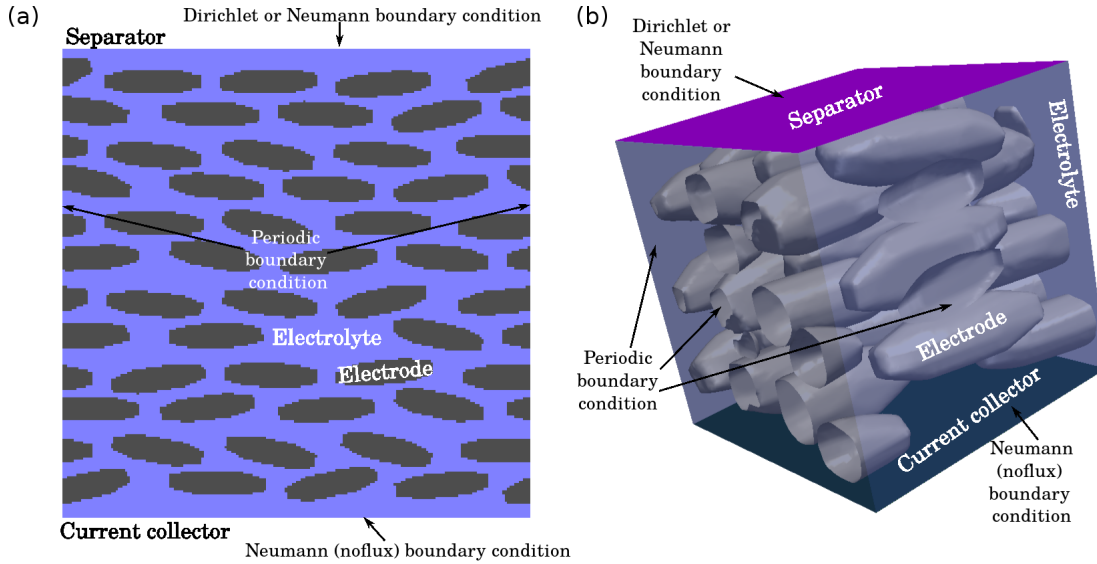 (a)
Dirichlet or Neumann boundary condition
Separator
Periodic
boundary
condition
Electrolyte
Electrode
Current collector
Neumann (noflux) boundary condition
(b)
Dirichlet or
Neumann
boundary
condition
Separator
Electrolyte
Periodic
boundary
condition
Electrode
Current collector
Neumann
(noflux)
boundary
condition